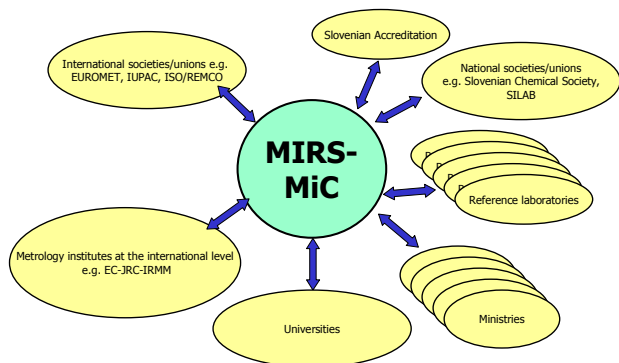 Slovenian Accreditation
International societies/unions e.g.
EUROMET, IUPAC, ISO/REMCO
National societies/unions
e.g. Slovenian Chemical Society,
SILAB
MIRS-
MiC
Reference laboratories
Metrology institutes at the international level
e.g. EC-JRC-IRMM
Universities
Ministries